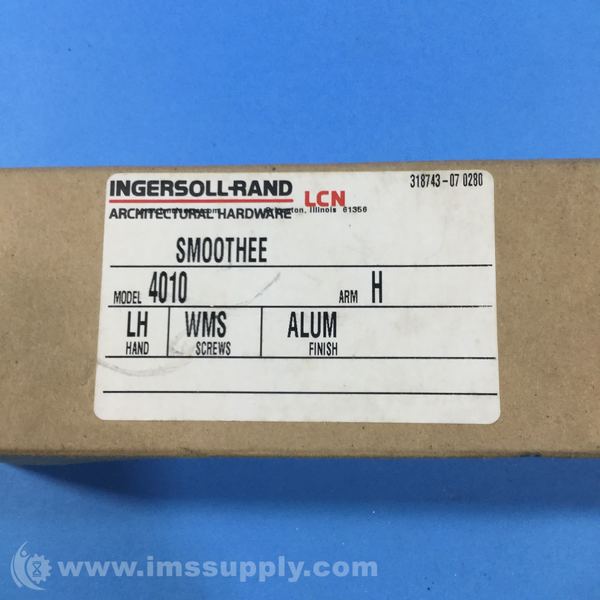 INGERSOLL-RAND LCN 318743-07 0280
ARCHITECTURAL HARDWARE Illinois 61356
SMOOTHEE
MODEL 4010 ARM H
LH WMS ALUM
HAND SCREWS FINISH
www.imssupply.com